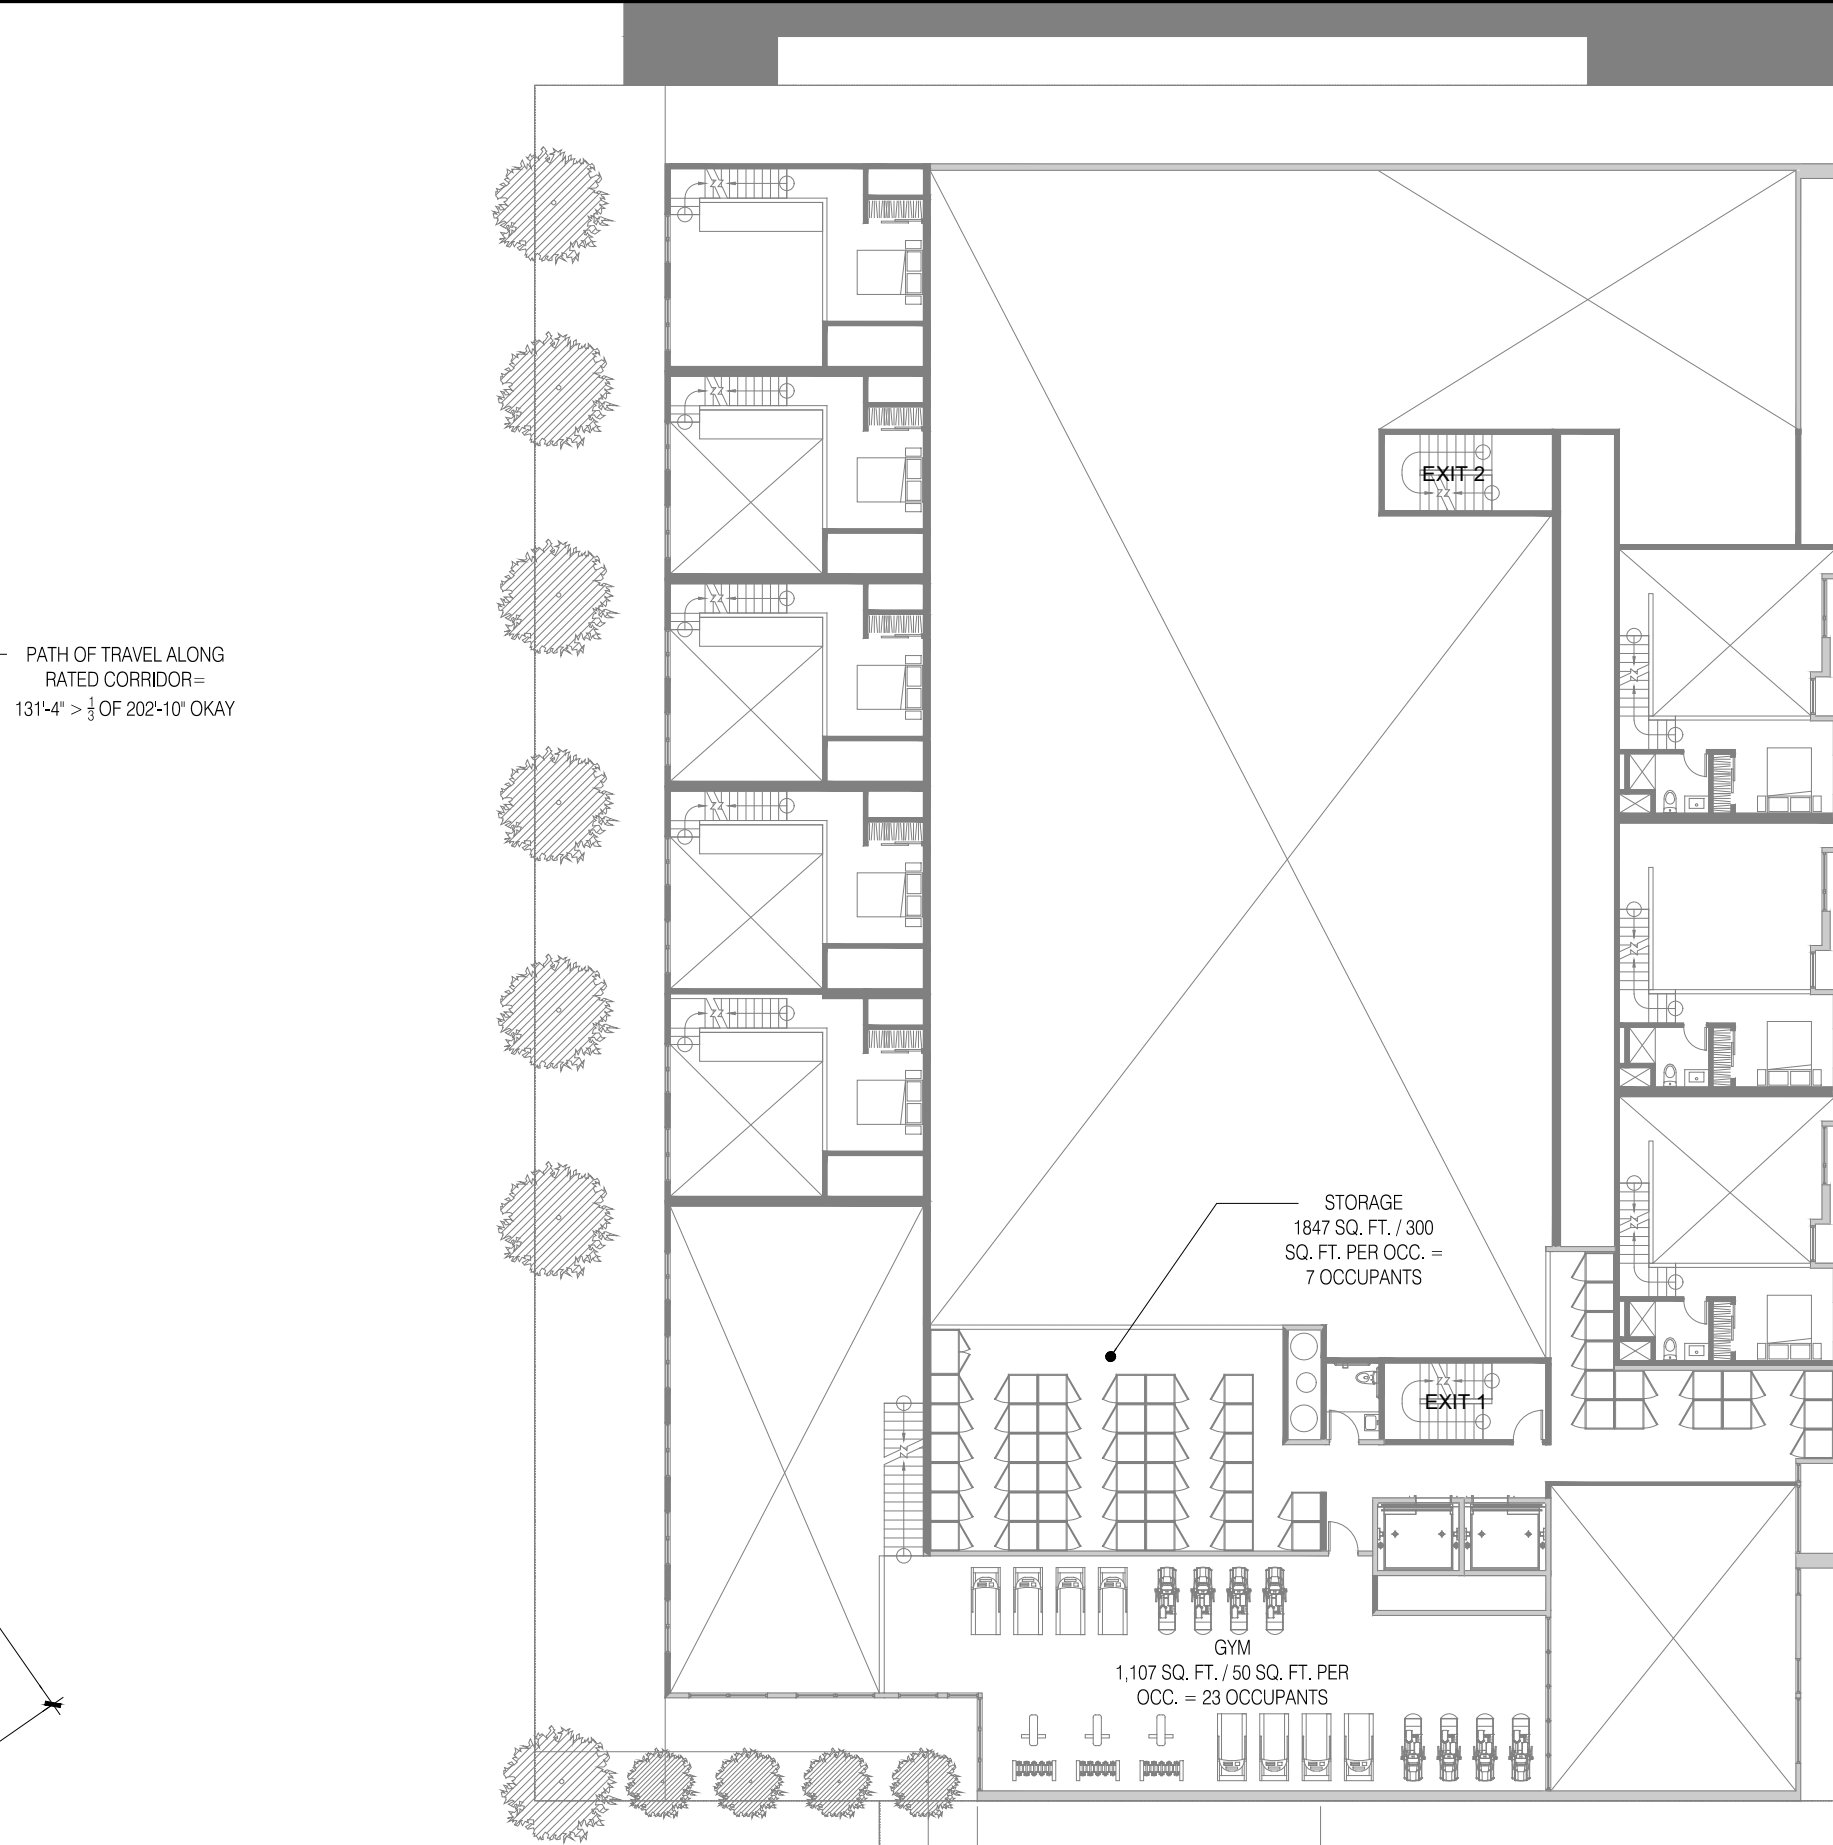 EXIT 2
PATH OF TRAVEL ALONG
RATED CORRIDOR=
131'-4" > 1/3 OF 202'-10" OKAY
STORAGE
1847 SQ. FT. / 300
SQ. FT. PER OCC. =
7 OCCUPANTS
EXIT 1
GYM
1,107 SQ. FT. / 50 SQ. FT. PER
OCC. = 23 OCCUPANTS